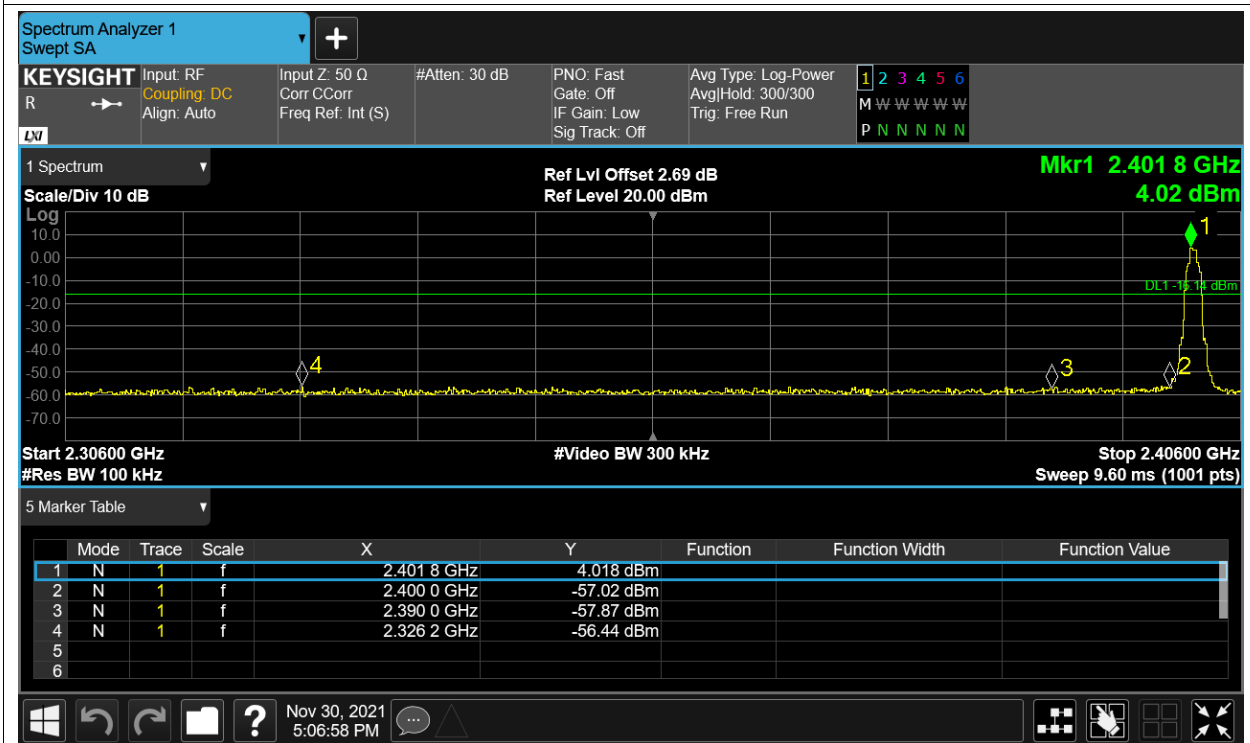 Spectrum Analyzer 1
Swept SA
+
KEYSIGHT
R
LXI
Input: RF
Coupling: DC
Align: Auto
Input Z: 50 Ω
Corr CCorr
Freq Ref: Int (S)
#Atten: 30 dB
PNO: Fast
Gate: Off
IF Gain: Low
Sig Track: Off
Avg Type: Log-Power
Avg|Hold: 300/300
Trig: Free Run
1 2 3 4 5 6
M W W W W W
P N N N N N
1 Spectrum
Scale/Div 10 dB
Ref Lvl Offset 2.69 dB
Ref Level 20.00 dBm
Mkr1 2.401 8 GHz
4.02 dBm
Log
10.0
0.00
-10.0
-20.0
-30.0
-40.0
-50.0
-60.0
-70.0
1
DL1 -16.14 dBm
4
3
2
Start 2.30600 GHz
#Res BW 100 kHz
#Video BW 300 kHz
Stop 2.40600 GHz
Sweep 9.60 ms (1001 pts)
5 Marker Table
Mode Trace Scale X Y Function Function Width Function Value
1 N 1 f 2.401 8 GHz 4.018 dBm
2 N 1 f 2.400 0 GHz -57.02 dBm
3 N 1 f 2.390 0 GHz -57.87 dBm
4 N 1 f 2.326 2 GHz -56.44 dBm
5
6
?
Nov 30, 2021
5:06:58 PM